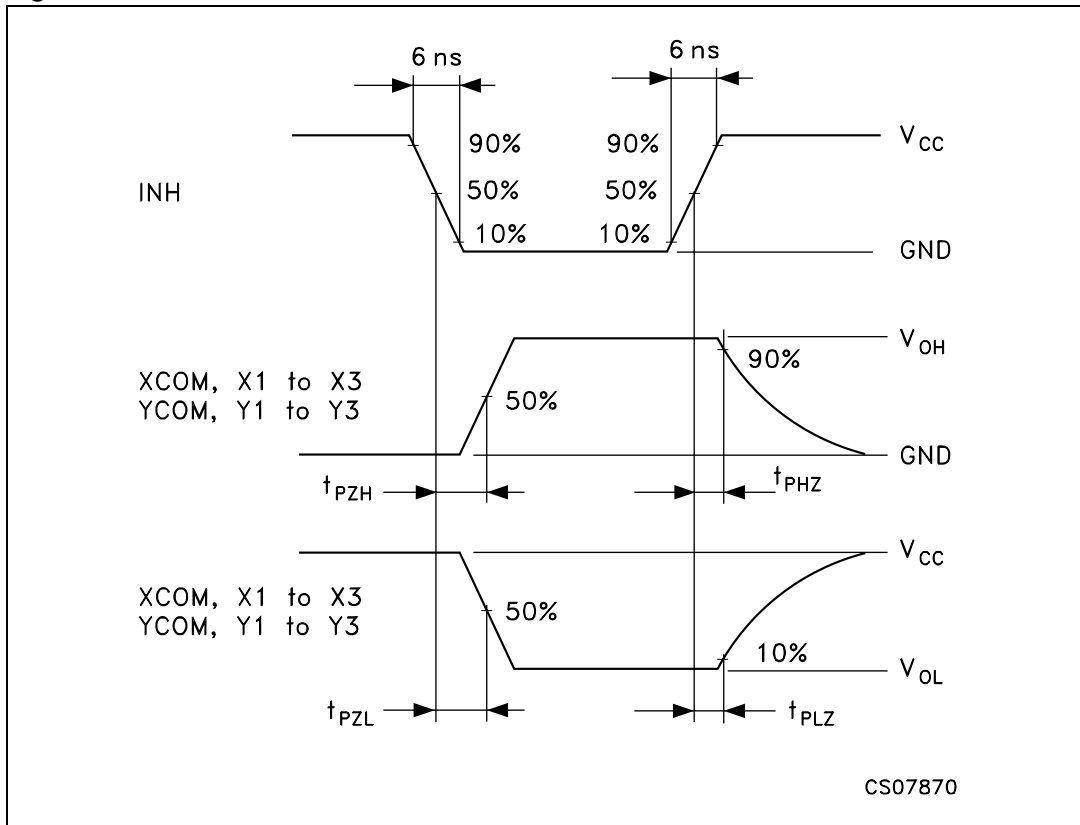 6 ns
6 ns
90%
90%
V_CC
INH
50%
50%
10%
10%
GND
V_OH
90%
XCOM, X1 to X3
YCOM, Y1 to Y3
50%
GND
t_PZH
t_PHZ
V_CC
XCOM, X1 to X3
YCOM, Y1 to Y3
50%
10%
V_OL
t_PZL
t_PLZ
CS07870